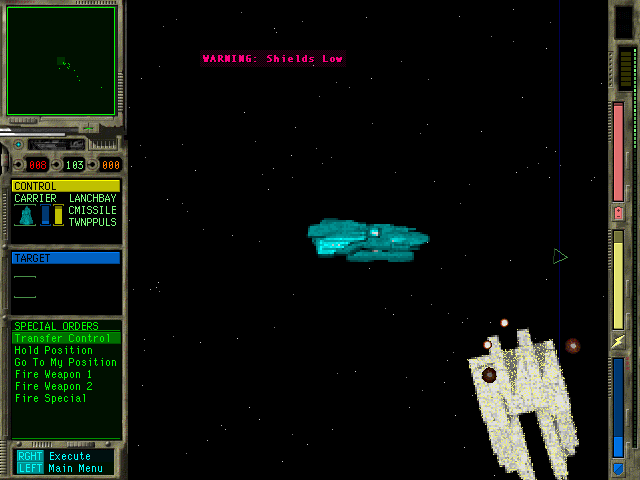 WARNING: Shields Low
008 103 000
CONTROL
CARRIER LANCHBAY
CMISSILE
TWNPPULS
TARGET
SPECIAL ORDERS
Transfer Control
Hold Position
Go To My Position
Fire Weapon 1
Fire Weapon 2
Fire Special
RGHT Execute
LEFT Main Menu